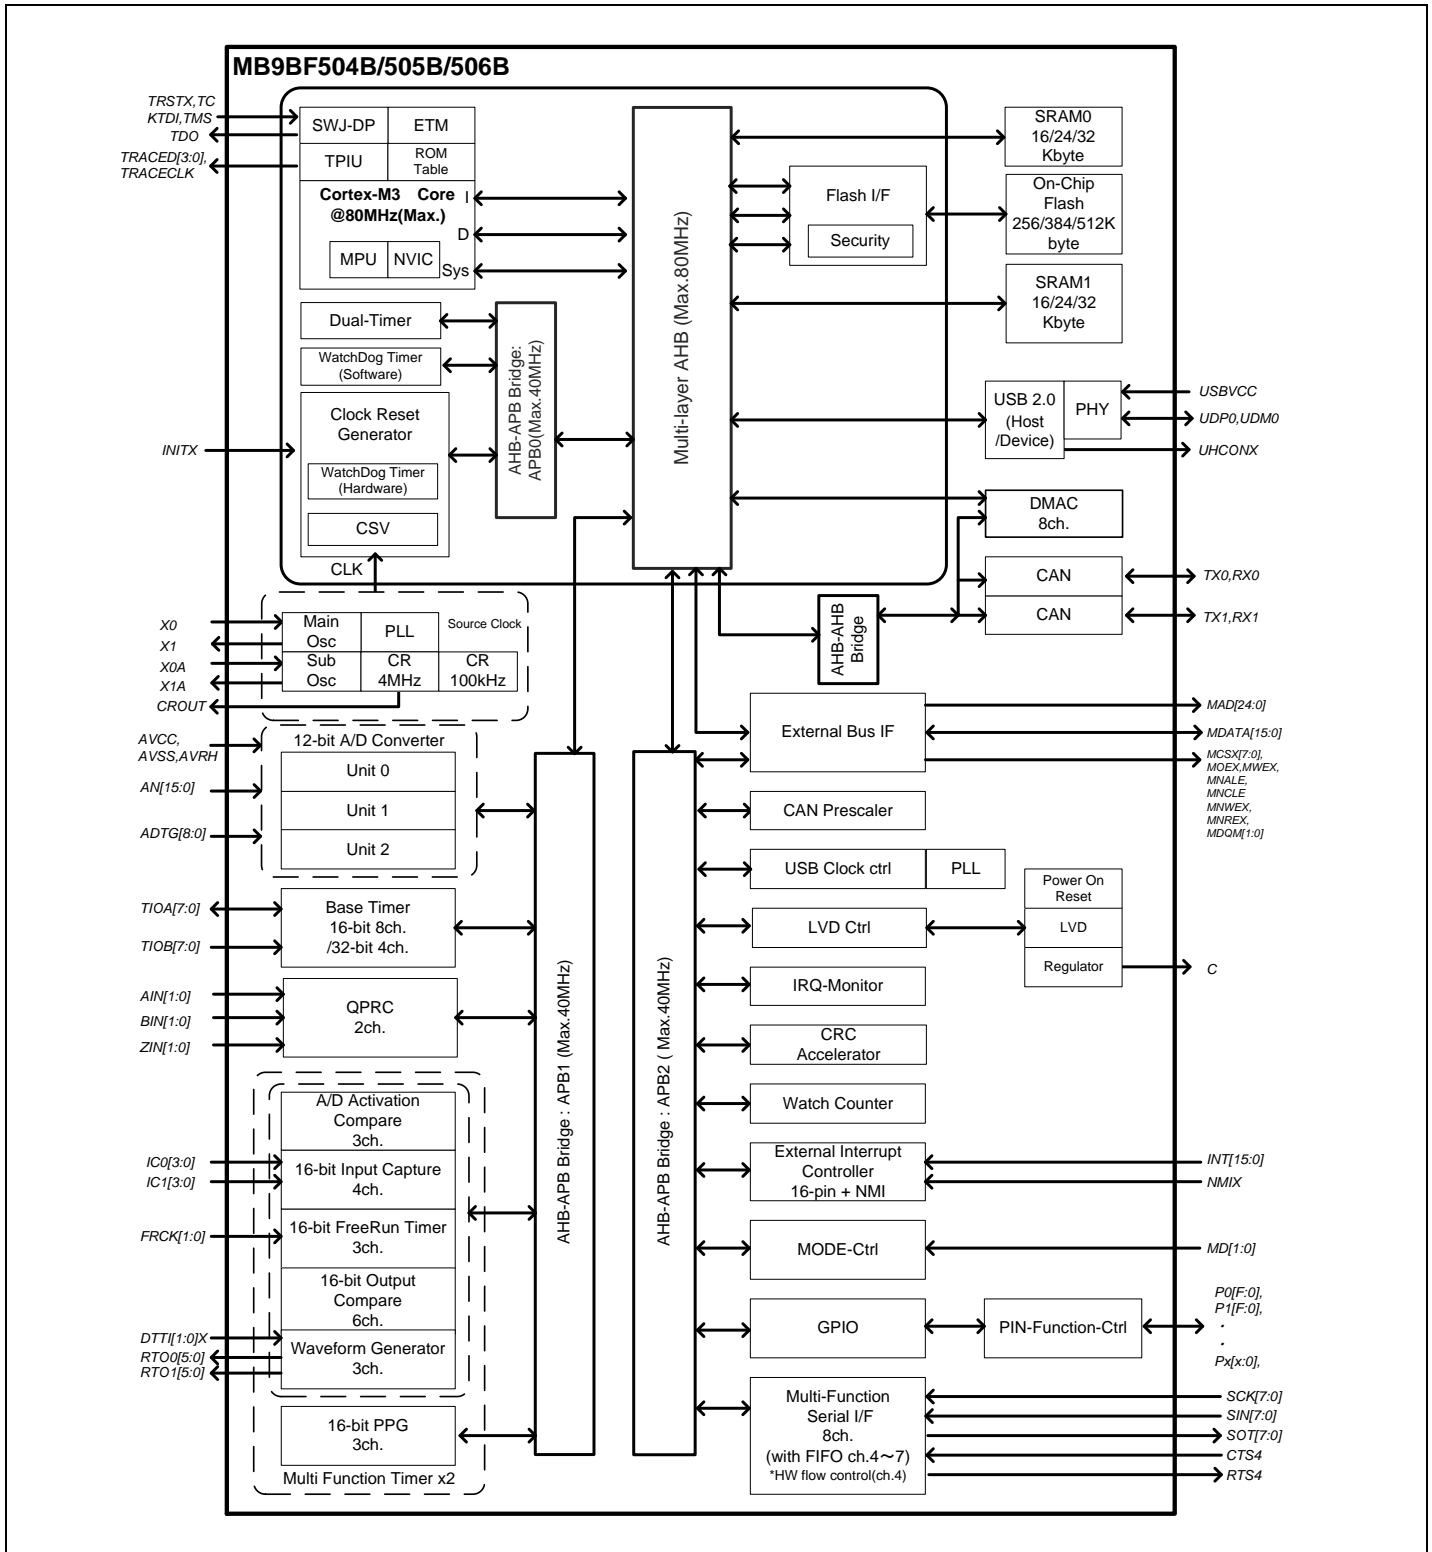 MB9BF504B/505B/506B
TRSTX,TC
KTDI,TMS
TDO
TRACED[3:0],
TRACECLK
SWJ-DP
ETM
TPIU
ROM
Table
Cortex-M3 Core
@80MHz(Max.)
I
D
Sys
MPU
NVIC
Dual-Timer
WatchDog Timer
(Software)
Clock Reset
Generator
WatchDog Timer
(Hardware)
CSV
CLK
INITX
AHB-APB Bridge:
APB0(Max.40MHz)
Multi-layer AHB (Max.80MHz)
Flash I/F
Security
SRAM0
16/24/32
Kbyte
On-Chip
Flash
256/384/512K
byte
SRAM1
16/24/32
Kbyte
USB 2.0
(Host
/Device)
PHY
USBVCC
UDP0,UDM0
UHCONX
DMAC
8ch.
CAN
CAN
TX0,RX0
TX1,RX1
AHB-AHB
Bridge
X0
X1
X0A
X1A
CROUT
Main
Osc
PLL
Source Clock
Sub
Osc
CR
4MHz
CR
100kHz
AVCC,
AVSS,AVRH
AN[15:0]
ADTG[8:0]
12-bit A/D Converter
Unit 0
Unit 1
Unit 2
TIOA[7:0]
TIOB[7:0]
Base Timer
16-bit 8ch.
/32-bit 4ch.
AIN[1:0]
BIN[1:0]
ZIN[1:0]
QPRC
2ch.
A/D Activation
Compare
3ch.
IC0[3:0]
IC1[3:0]
16-bit Input Capture
4ch.
FRCK[1:0]
16-bit FreeRun Timer
3ch.
16-bit Output
Compare
6ch.
DTTI[1:0]X
RTO0[5:0]
RTO1[5:0]
Waveform Generator
3ch.
16-bit PPG
3ch.
Multi Function Timer x2
AHB-APB Bridge : APB1 (Max.40MHz)
AHB-APB Bridge : APB2 ( Max.40MHz)
External Bus IF
MAD[24:0]
MDATA[15:0]
MCSX[7:0],
MOEX,MWEX,
MNALE,
MNCLE
MNWEX,
MNREX,
MDQM[1:0]
CAN Prescaler
USB Clock ctrl
PLL
LVD Ctrl
Power On
Reset
LVD
Regulator
C
IRQ-Monitor
CRC
Accelerator
Watch Counter
External Interrupt
Controller
16-pin + NMI
INT[15:0]
NMIX
MODE-Ctrl
MD[1:0]
GPIO
PIN-Function-Ctrl
P0[F:0],
P1[F:0],
.
.
Px[x:0],
Multi-Function
Serial I/F
8ch.
(with FIFO ch.4~7)
*HW flow control(ch.4)
SCK[7:0]
SIN[7:0]
SOT[7:0]
CTS4
RTS4